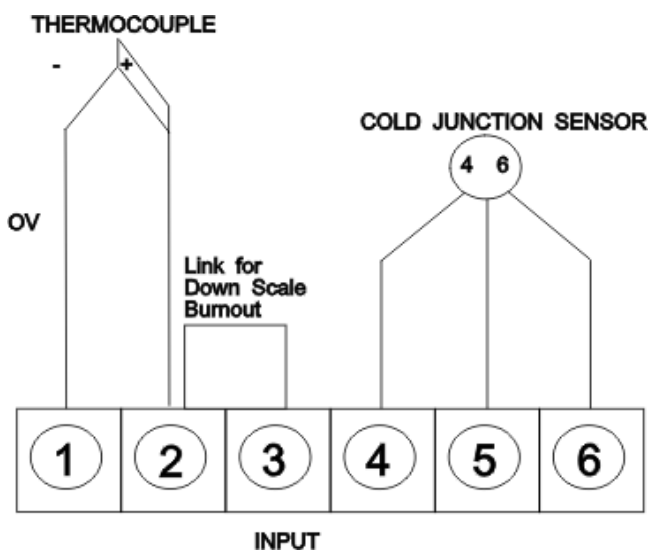 THERMOCOUPLE
- +
COLD JUNCTION SENSOR
4 6
OV
Link for
Down Scale
Burnout
1 2 3 4 5 6
INPUT